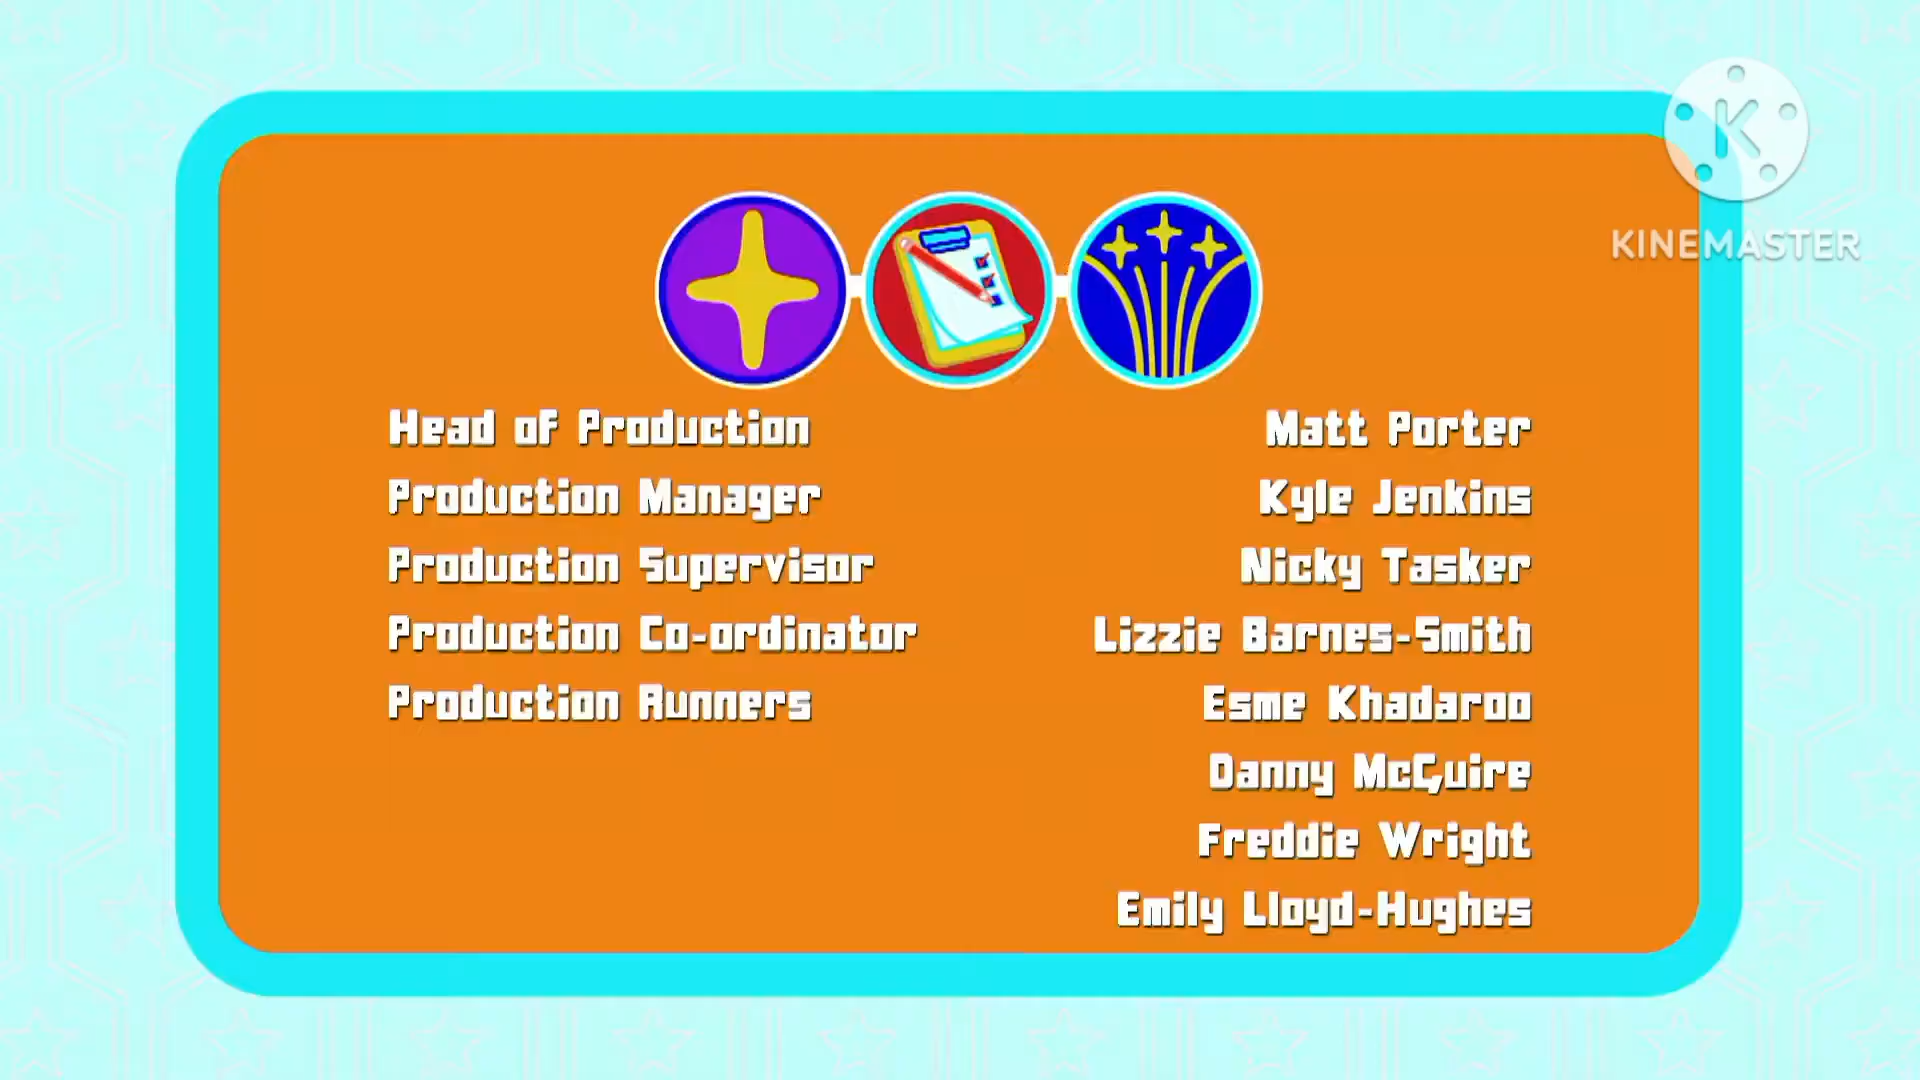 K
KINEMASTER
Head of Production Matt Porter
Production Manager Kyle Jenkins
Production Supervisor Nicky Tasker
Production Co-ordinator Lizzie Barnes-Smith
Production Runners Esme Khadaroo
Danny McGuire
Freddie Wright
Emily Lloyd-Hughes